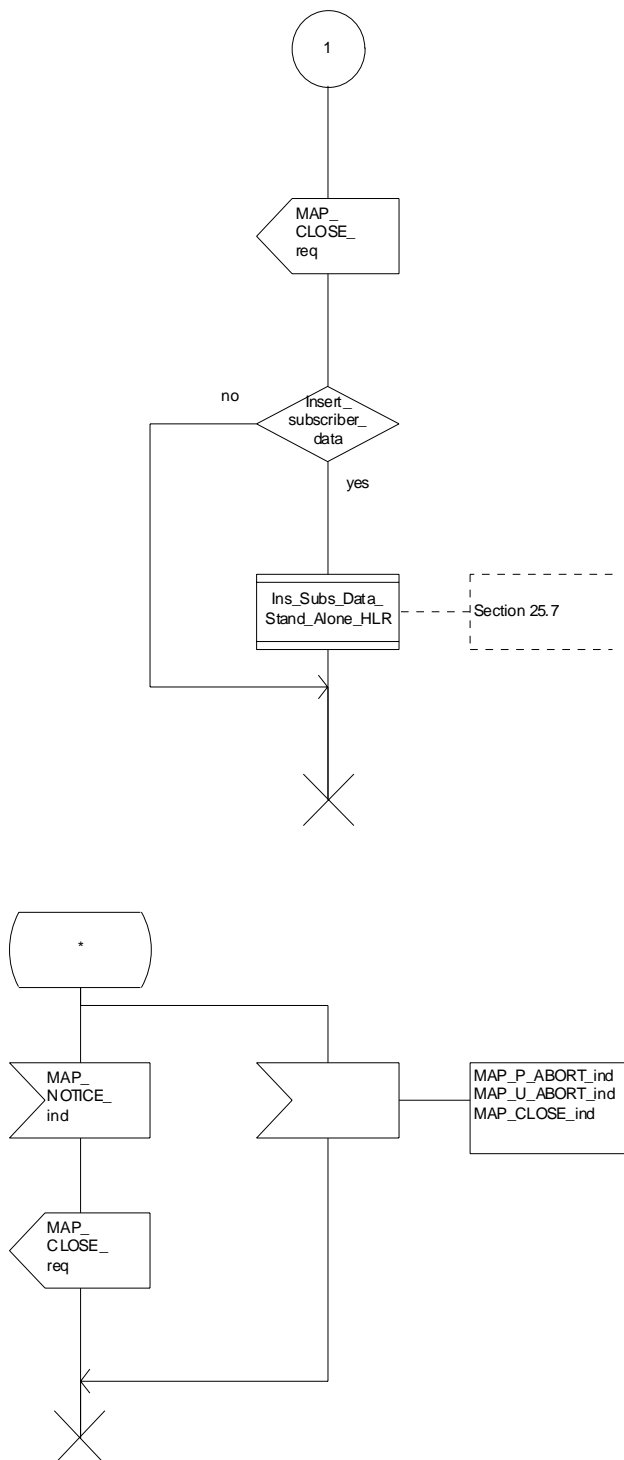 1
MAP_
CLOSE_
req
no
Insert_
subscriber_
data
yes
Ins_Subs_Data_
Stand_Alone_HLR
Section 25.7
*
MAP_
NOTICE_
ind
MAP_P_ABORT_ind
MAP_U_ABORT_ind
MAP_CLOSE_ind
MAP_
CLOSE_
req